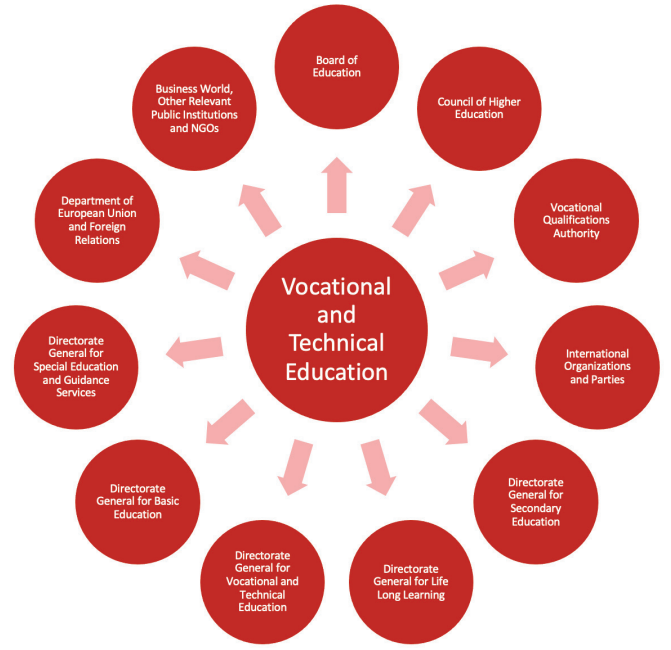 Board of
Education
Council of Higher
Education
Vocational
Qualifications
Authority
International
Organizations
and Parties
Directorate
General for
Secondary
Education
Directorate
General for Life
Long Learning
Directorate
General for
Vocational and
Technical
Education
Directorate
General for Basic
Education
Directorate
General for
Special Education
and Guidance
Services
Department of
European Union
and Foreign
Relations
Business World,
Other Relevant
Public Institutions
and NGOs
Vocational
and
Technical
Education